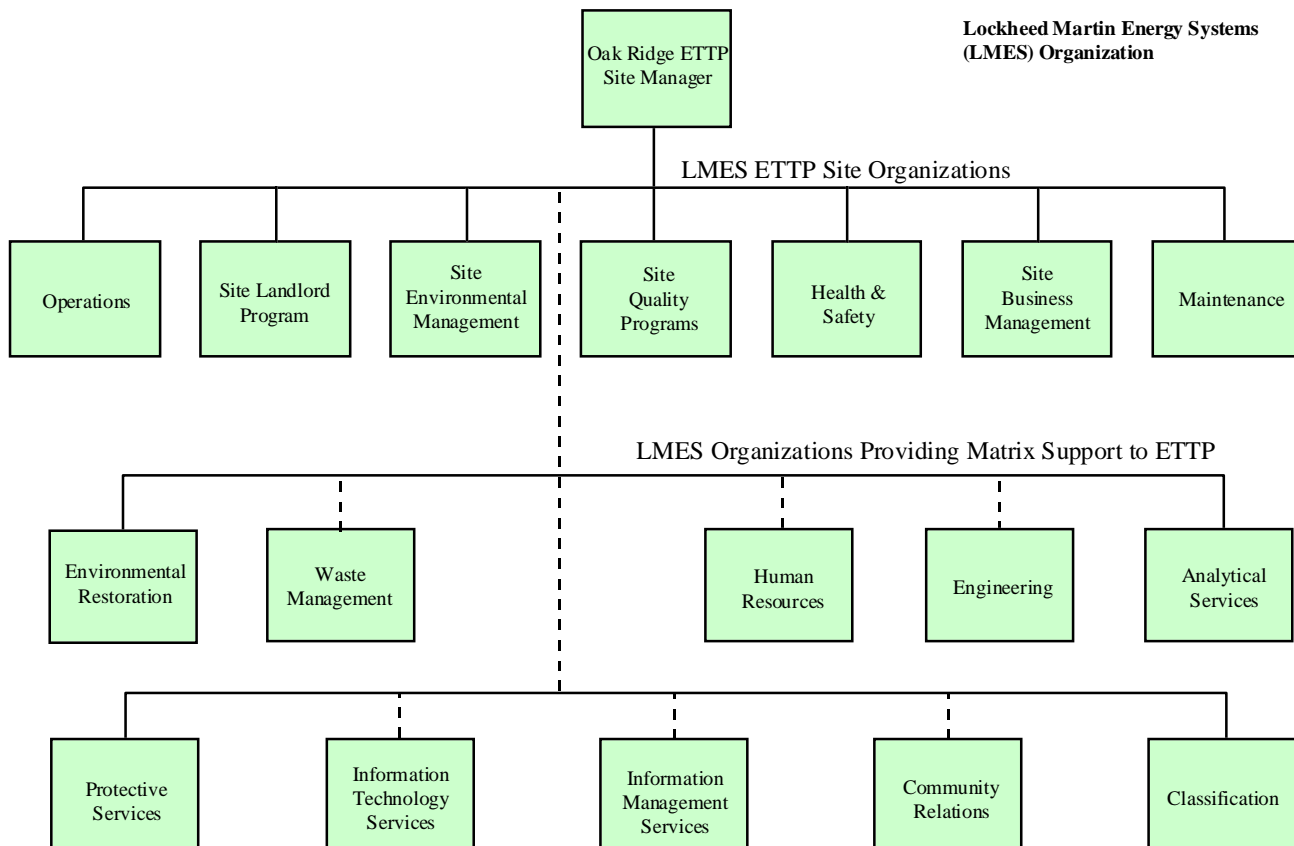 Lockheed Martin Energy Systems
(LMES) Organization
Oak Ridge ETTP
Site Manager
LMES ETTP Site Organizations
Operations
Site Landlord
Program
Site
Environmental
Management
Site
Quality
Programs
Health &
Safety
Site
Business
Management
Maintenance
LMES Organizations Providing Matrix Support to ETTP
Environmental
Restoration
Waste
Management
Human
Resources
Engineering
Analytical
Services
Protective
Services
Information
Technology
Services
Information
Management
Services
Community
Relations
Classification